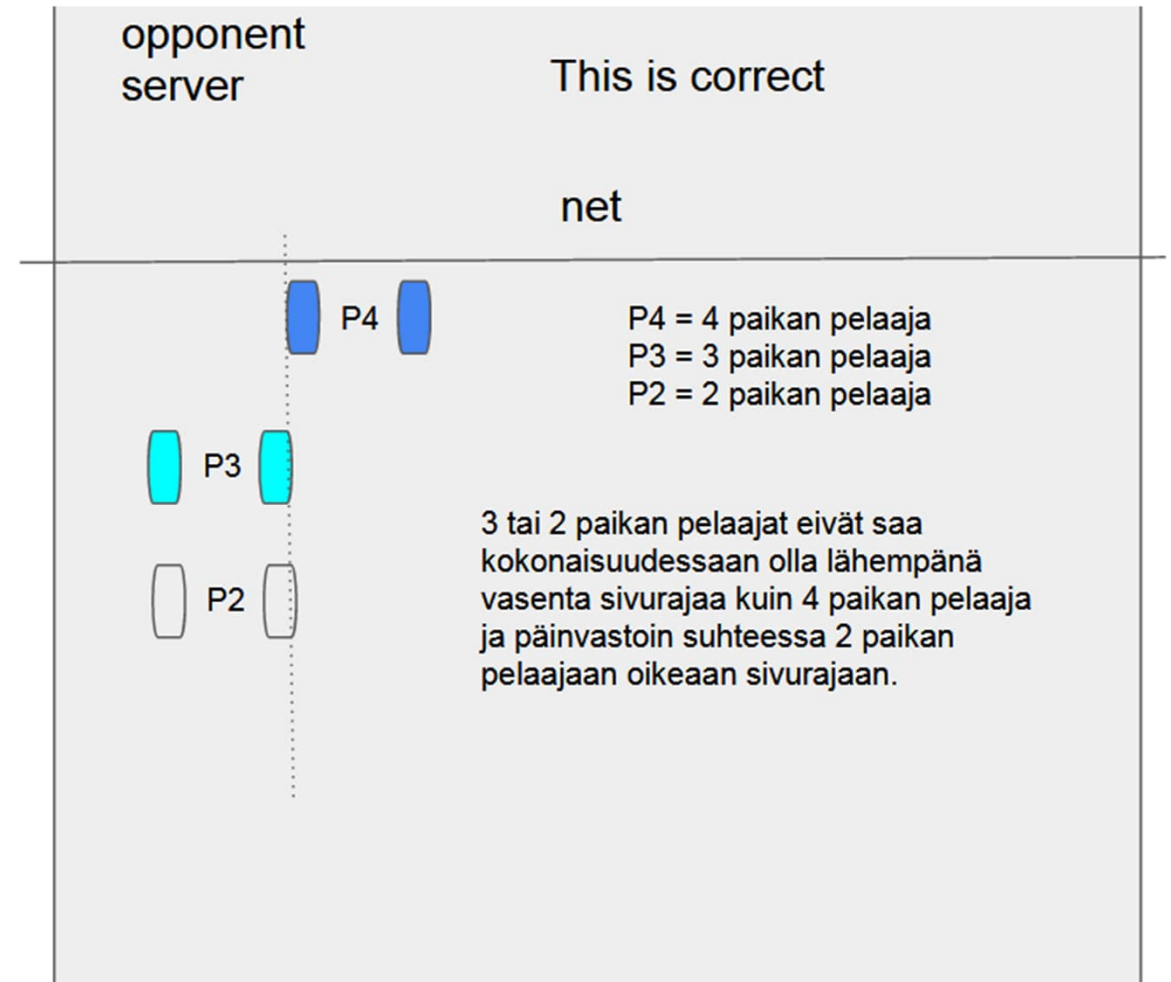 opponent
server
This is correct
net
P4
P4 = 4 paikan pelaaja
P3 = 3 paikan pelaaja
P2 = 2 paikan pelaaja
P3
P2
3 tai 2 paikan pelaajat eivät saa
kokonaisuudessaan olla lähempänä
vasenta sivurajaa kuin 4 paikan pelaaja
ja päinvastoin suhteessa 2 paikan
pelaajaan oikeaan sivurajaan.